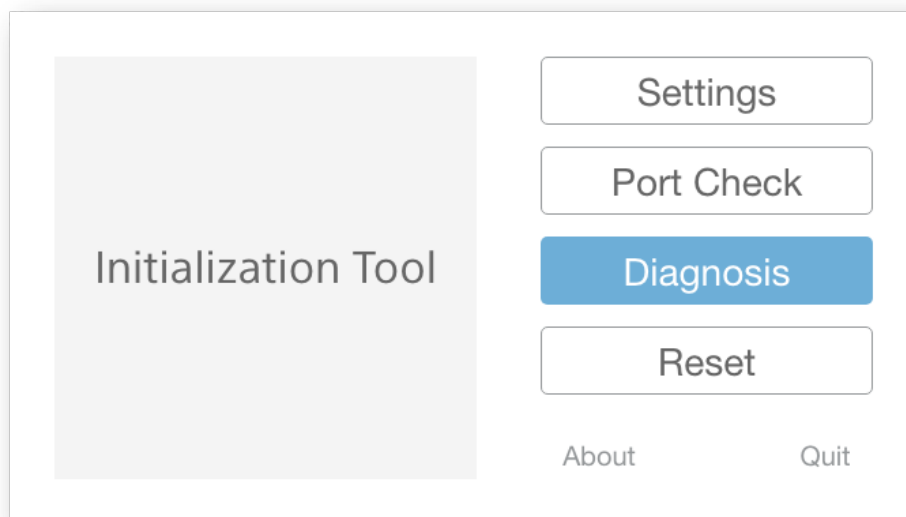 Initialization Tool
Settings
Port Check
Diagnosis
Reset
About
Quit